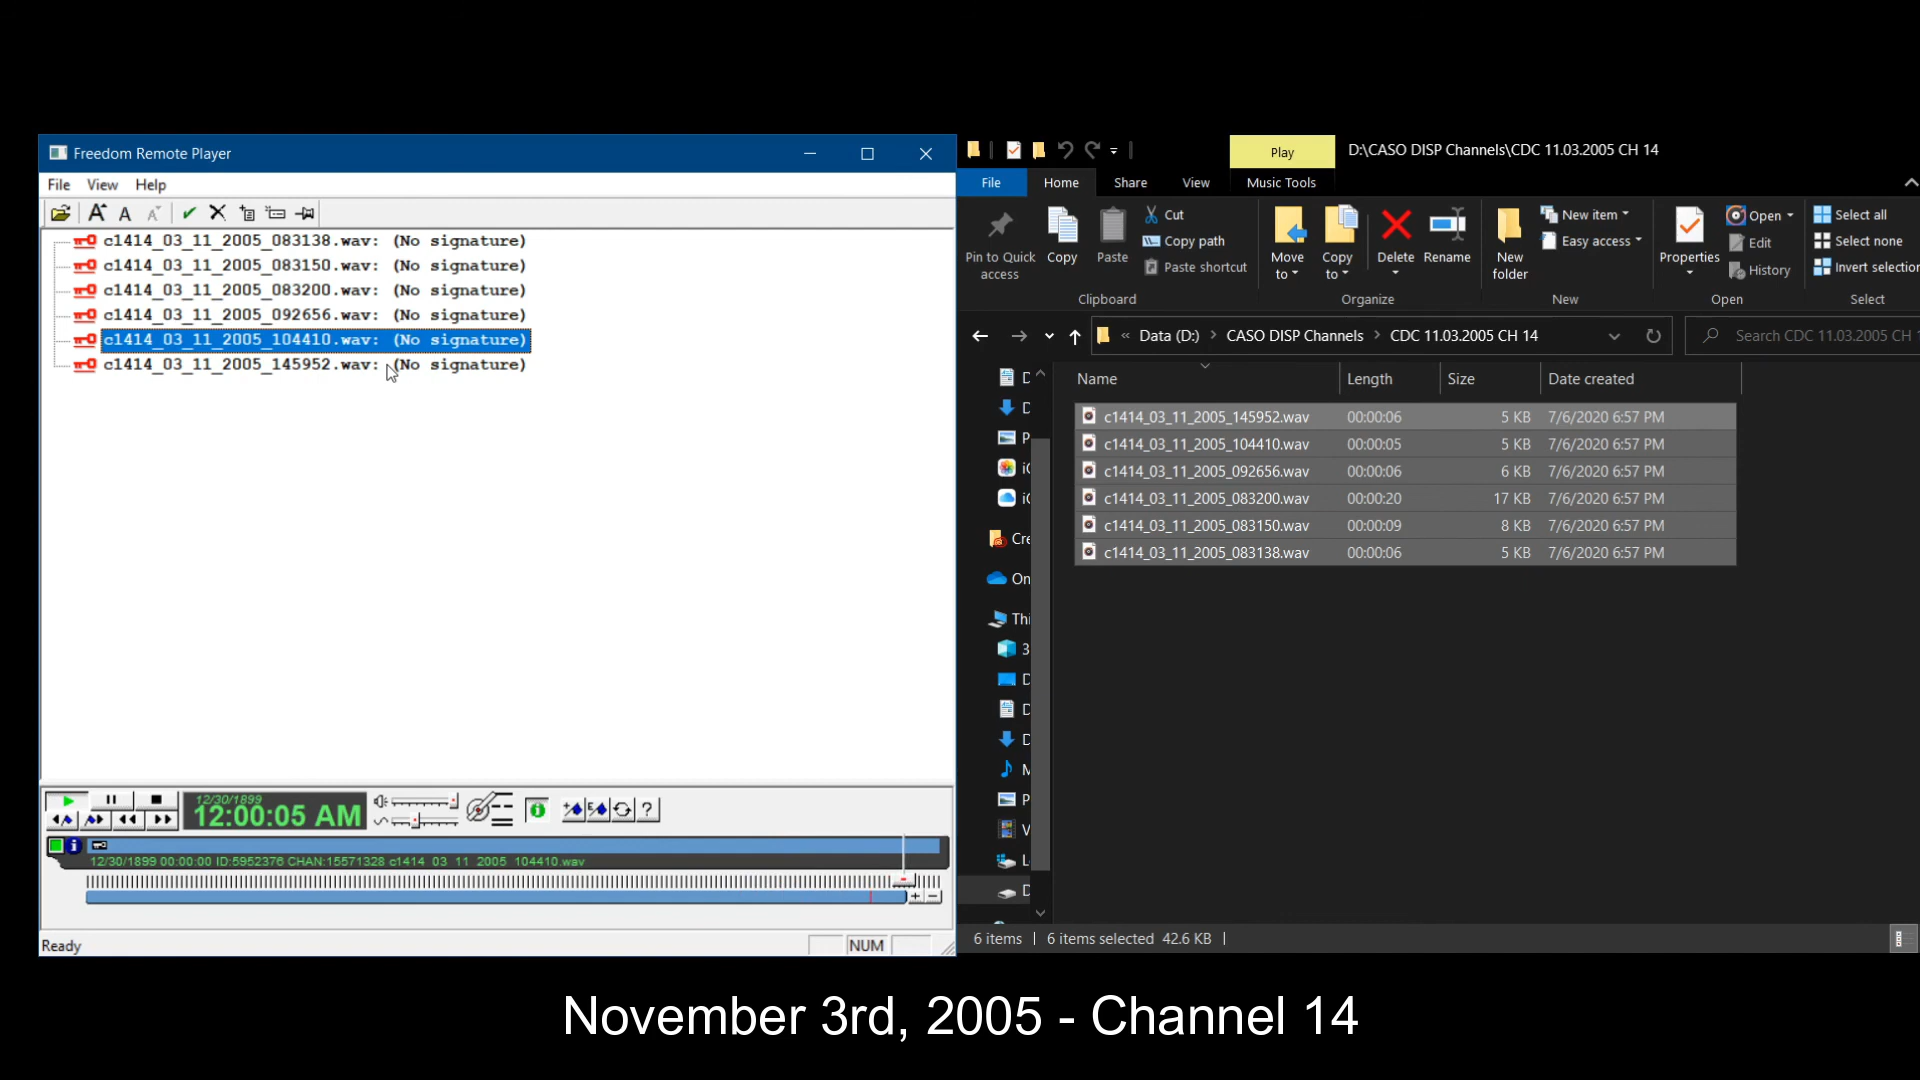 Freedom Remote Player
File View Help
c1414_03_11_2005_083138.wav: (No signature)
c1414_03_11_2005_083150.wav: (No signature)
c1414_03_11_2005_083200.wav: (No signature)
c1414_03_11_2005_092656.wav: (No signature)
c1414_03_11_2005_104410.wav: (No signature)
c1414_03_11_2005_145952.wav: (No signature)
12/30/1899
12:00:05 AM
12/30/1899 00:00:00 ID:5952376 CHAN:15571328 c1414_03_11_2005_104410.wav
Ready
NUM
Play
D:\CASO DISP Channels\CDC 11.03.2005 CH 14
File Home Share View Music Tools
Pin to Quick access
Copy
Paste
Cut
Copy path
Paste shortcut
Clipboard
Move to
Copy to
Delete
Rename
Organize
New folder
New item
Easy access
New
Properties
Open
Edit
History
Open
Select all
Select none
Invert selection
Select
« Data (D:) > CASO DISP Channels > CDC 11.03.2005 CH 14
Search CDC 11.03.2005 CH 1
Name Length Size Date created
c1414_03_11_2005_145952.wav 00:00:06 5 KB 7/6/2020 6:57 PM
c1414_03_11_2005_104410.wav 00:00:05 5 KB 7/6/2020 6:57 PM
c1414_03_11_2005_092656.wav 00:00:06 6 KB 7/6/2020 6:57 PM
c1414_03_11_2005_083200.wav 00:00:20 17 KB 7/6/2020 6:57 PM
c1414_03_11_2005_083150.wav 00:00:09 8 KB 7/6/2020 6:57 PM
c1414_03_11_2005_083138.wav 00:00:06 5 KB 7/6/2020 6:57 PM
6 items | 6 items selected 42.6 KB |
November 3rd, 2005 - Channel 14